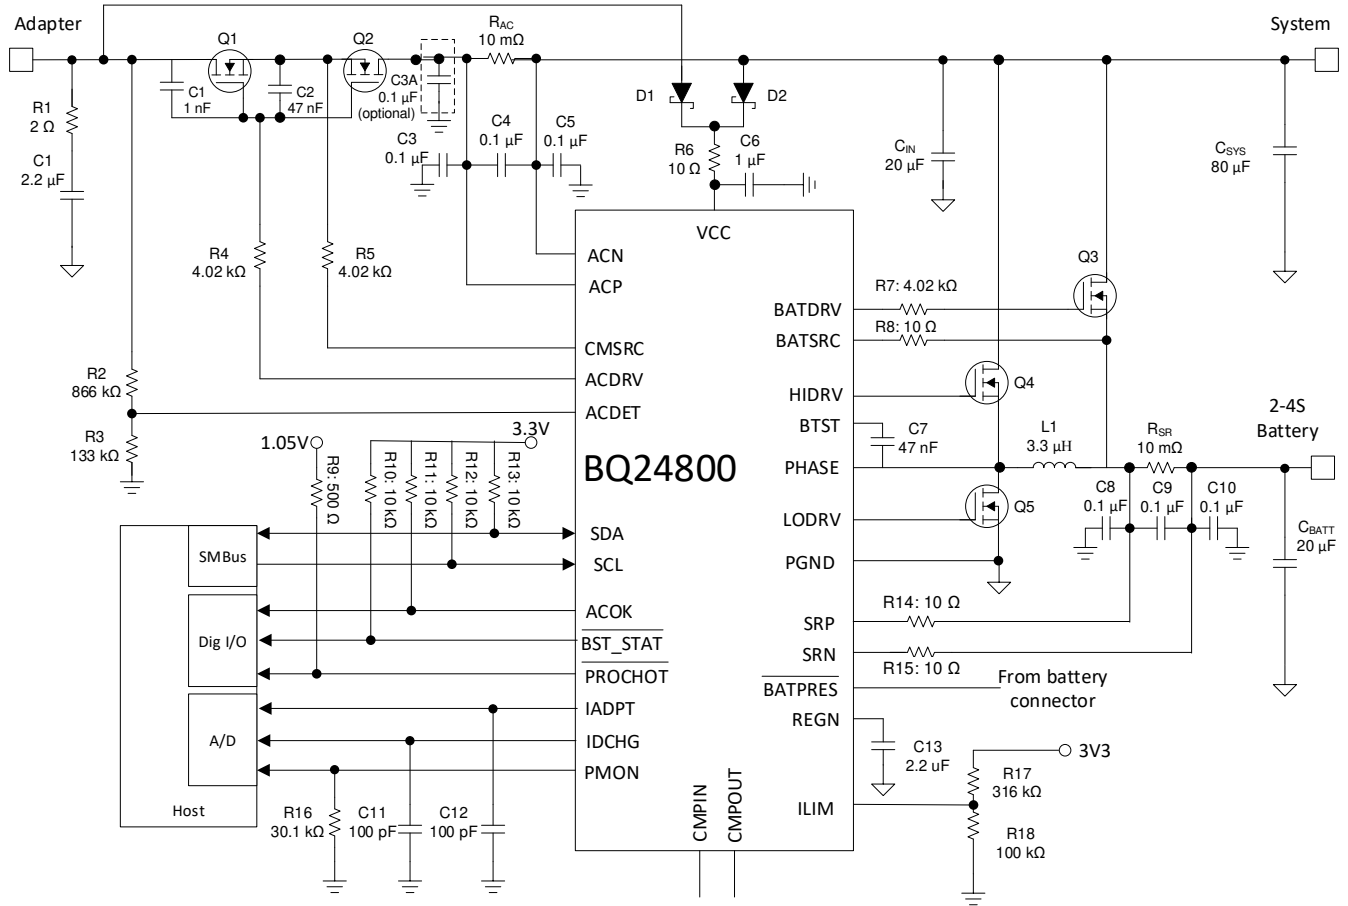 Adapter
System
Q1
Q2
RAC
10 mΩ
C1
1 nF
C2
47 nF
C3A
0.1 µF
(optional)
D1
D2
R1
2 Ω
C1
2.2 µF
C3
0.1 µF
C4
0.1 µF
C5
0.1 µF
R6
10 Ω
C6
1 µF
CIN
20 µF
CSYS
80 µF
R4
4.02 kΩ
R5
4.02 kΩ
VCC
ACN
ACP
CMSRC
ACDRV
ACDET
BATDRV
BATSRC
HIDRV
BTST
PHASE
LODRV
PGND
SRP
SRN
BATPRES
REGN
ILIM
BQ24800
R7: 4.02 kΩ
R8: 10 Ω
Q3
Q4
Q5
C7
47 nF
L1
3.3 µH
RSR
10 mΩ
2-4S
Battery
C8
0.1 µF
C9
0.1 µF
C10
0.1 µF
CBATT
20 µF
R2
866 kΩ
R3
133 kΩ
1.05V
3.3V
R9: 500 Ω
R10: 10 kΩ
R11: 10 kΩ
R12: 10 kΩ
R13: 10 kΩ
SMBus
Dig I/O
A/D
Host
SDA
SCL
ACOK
BST_STAT
PROCHOT
IADPT
IDCHG
PMON
R14: 10 Ω
R15: 10 Ω
From battery
connector
C13
2.2 uF
3V3
R17
316 kΩ
R18
100 kΩ
R16
30.1 kΩ
C11
100 pF
C12
100 pF
CMPIN
CMPOUT